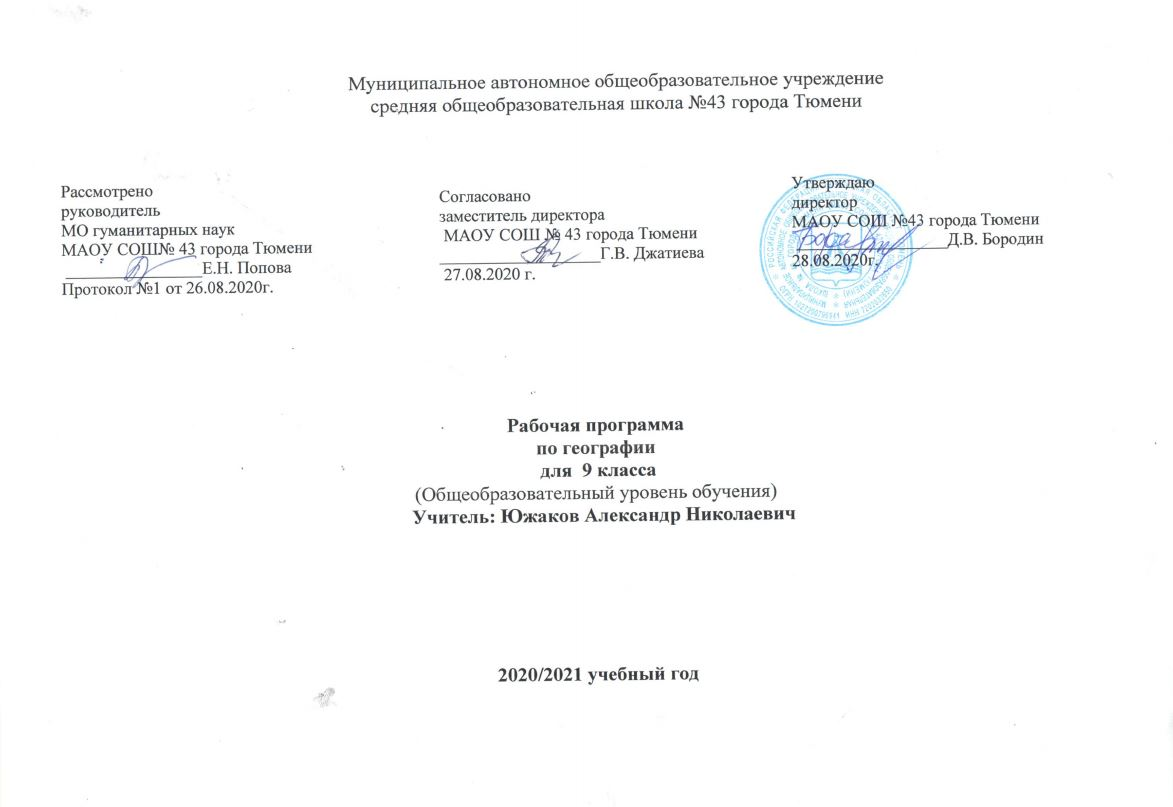 Муниципальное автономное общеобразовательное учреждение
средняя общеобразовательная школа №43 города Тюмени
Рассмотрено
руководитель
МО гуманитарных наук
МАОУ СОШ№ 43 города Тюмени
________________Е.Н. Попова
Протокол №1 от 26.08.2020г.
Согласовано
заместитель директора
МАОУ СОШ № 43 города Тюмени
___________________Г.В. Джатиева
27.08.2020 г.
Утверждаю
директор
МАОУ СОШ №43 города Тюмени
__________________Д.В. Бородин
28.08.2020г.
Рабочая программа
по географии
для 9 класса
(Общеобразовательный уровень обучения)
Учитель: Южаков Александр Николаевич
2020/2021 учебный год